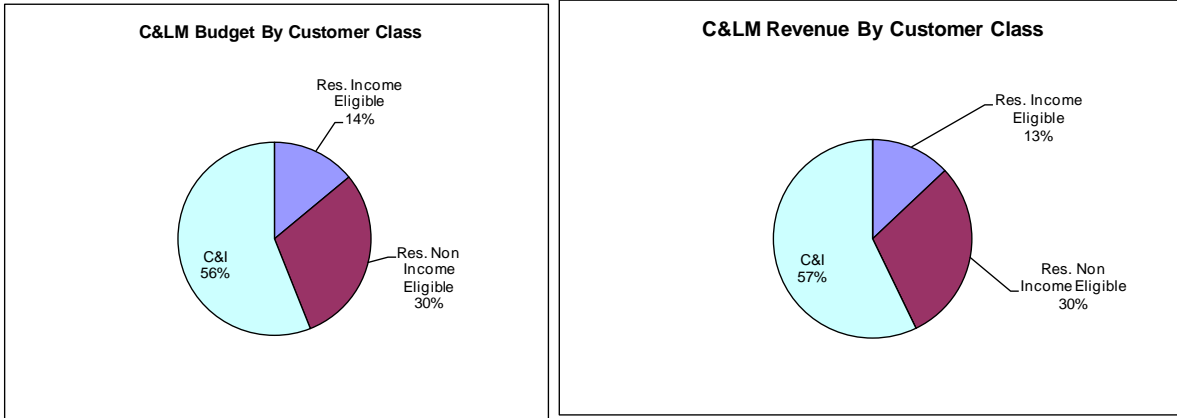 C&LM Budget By Customer Class
Res. Income
Eligible
14%
C&I
56%
Res. Non
Income
Eligible
30%
C&LM Revenue By Customer Class
Res. Income
Eligible
13%
C&I
57%
Res. Non
Income Eligible
30%